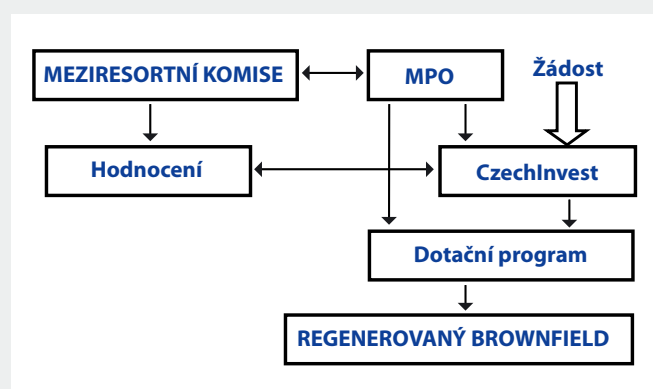 MEZIRESORTNÍ KOMISE
MPO
Žádost
Hodnocení
CzechInvest
Dotační program
REGENEROVANÝ BROWNFIELD